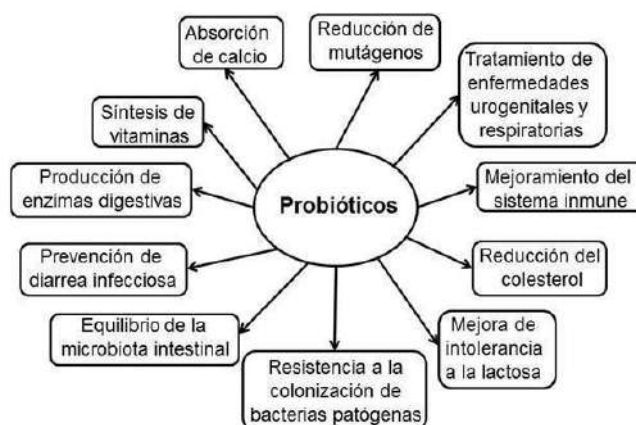 Absorción
de calcio
Reducción de
mutágenos
Tratamiento de
enfermedades
urogenitales y
respiratorias
Síntesis de
vitaminas
Producción de
enzimas digestivas
Probióticos
Mejoramiento del
sistema inmune
Prevención de
diarrea infecciosa
Reducción del
colesterol
Equilibrio de la
microbiota intestinal
Resistencia a la
colonización de
bacterias patógenas
Mejora de
intolerancia
a la lactosa